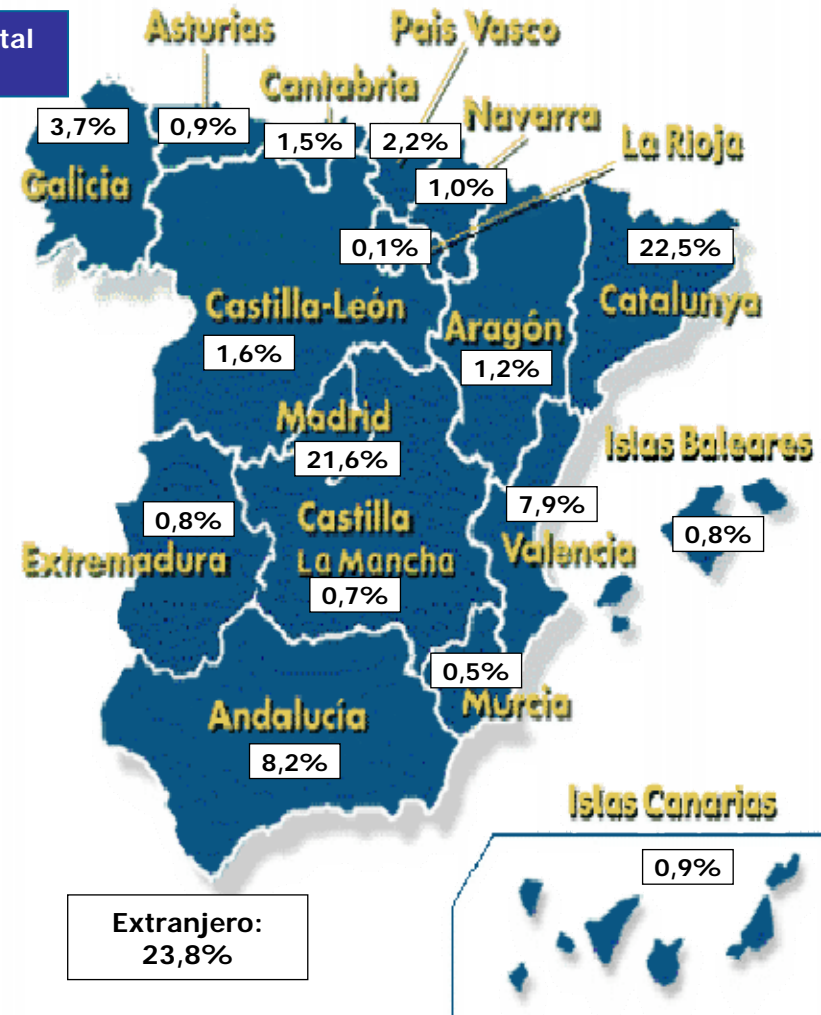 tal
Asturias
Pais Vasco
Cantabria
Navarra
La Rioja
3,7%
0,9%
1,5%
2,2%
Galicia
1,0%
0,1%
22,5%
Castilla-León
Aragón
Catalunya
1,6%
1,2%
Madrid
21,6%
Islas Baleares
0,8%
Castilla
La Mancha
7,9%
Valencia
0,8%
Extremadura
0,7%
0,5%
Murcia
Andalucía
8,2%
Islas Canarias
0,9%
Extranjero:
23,8%